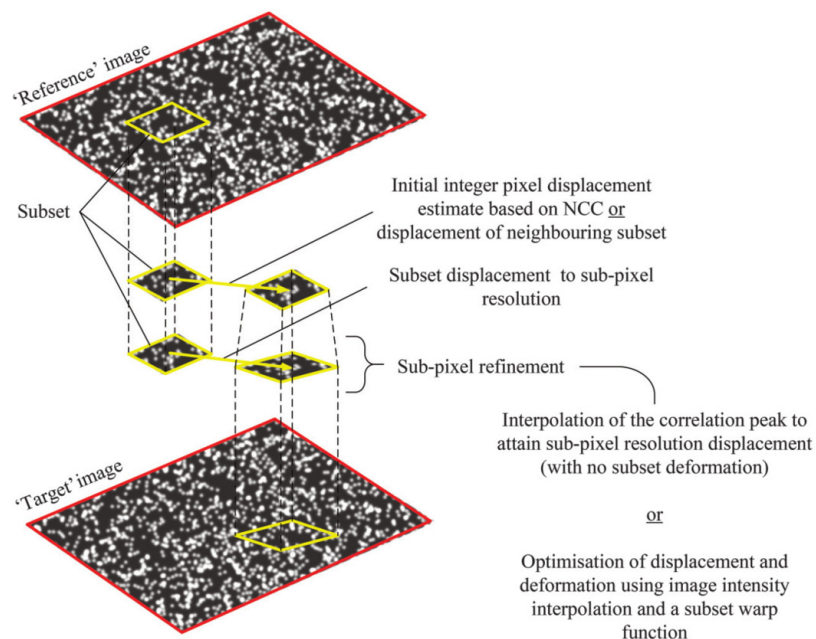 'Reference' image
Subset
Initial integer pixel displacement
estimate based on NCC or
displacement of neighbouring subset
Subset displacement to sub-pixel
resolution
Sub-pixel refinement
Interpolation of the correlation peak to
attain sub-pixel resolution displacement
(with no subset deformation)
or
Optimisation of displacement and
deformation using image intensity
interpolation and a subset warp
function
'Target' image